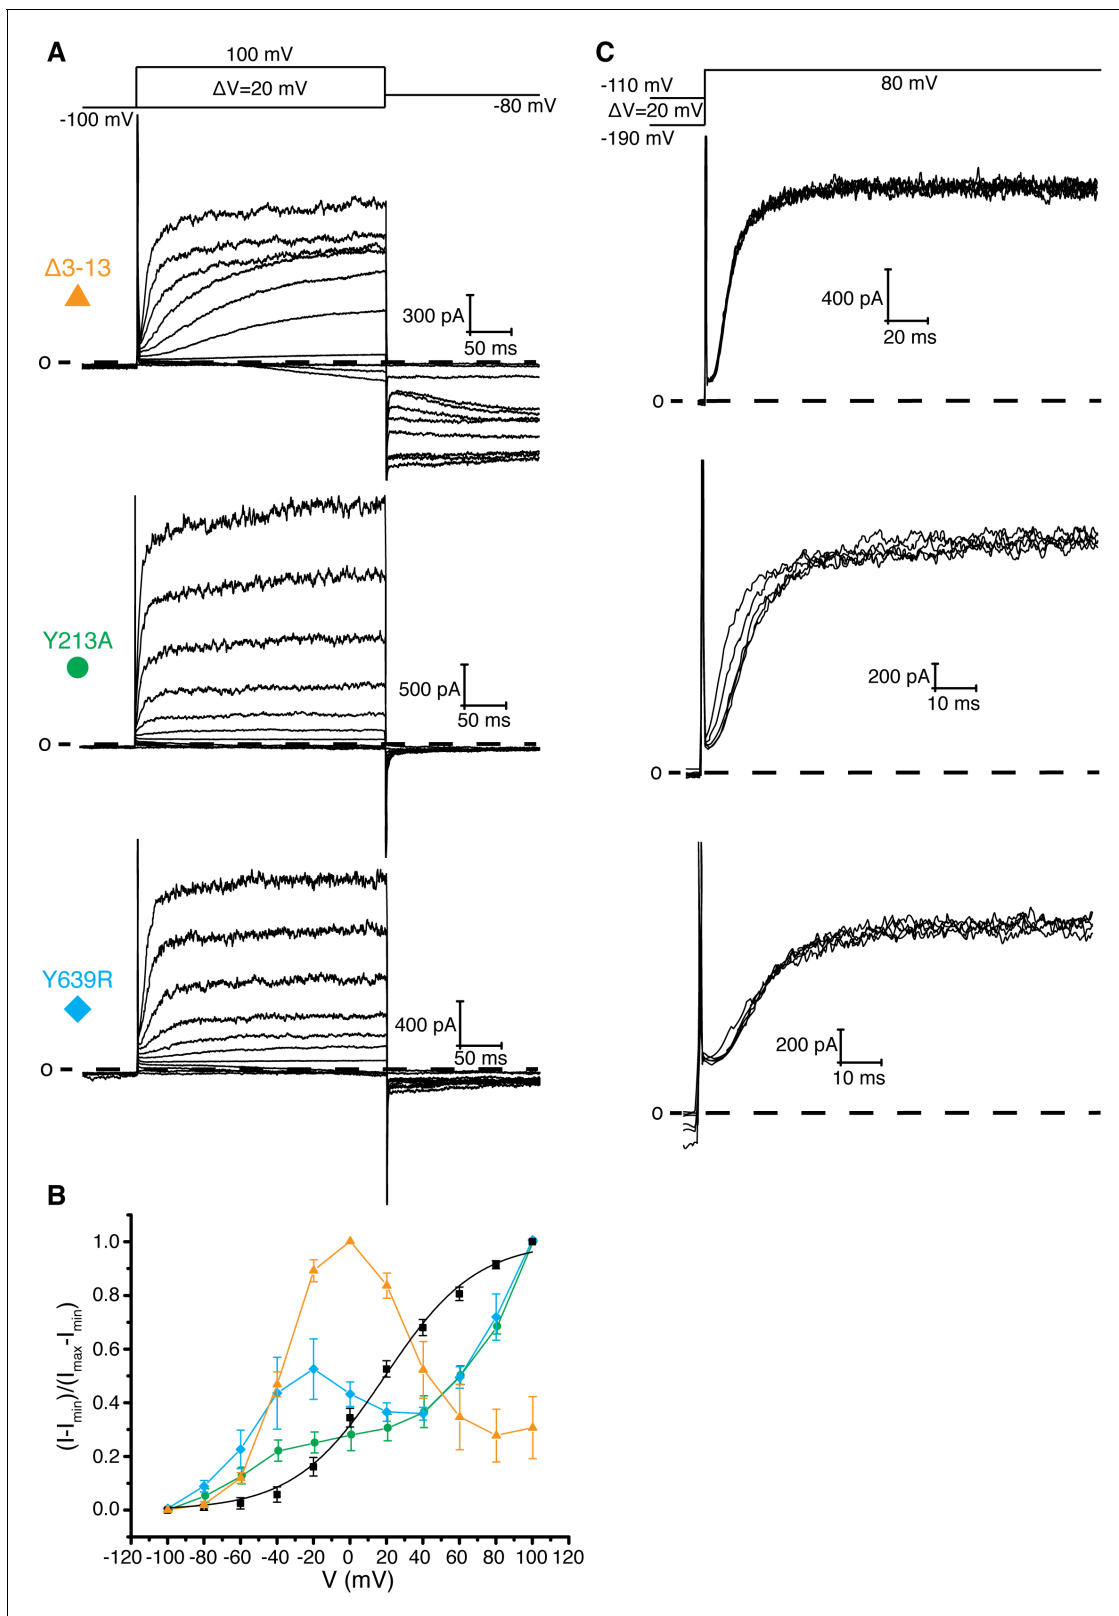 A
100 mV
ΔV=20 mV
-100 mV
-80 mV
Δ3-13
300 pA
50 ms
0
Y213A
500 pA
50 ms
0
Y639R
400 pA
50 ms
0
C
-110 mV
80 mV
ΔV=20 mV
-190 mV
400 pA
20 ms
0
200 pA
10 ms
0
200 pA
10 ms
0
B
(I-Imin)/(Imax-Imin)
1.0
0.8
0.6
0.4
0.2
0.0
-120 -100 -80 -60 -40 -20 0 20 40 60 80 100 120
V (mV)